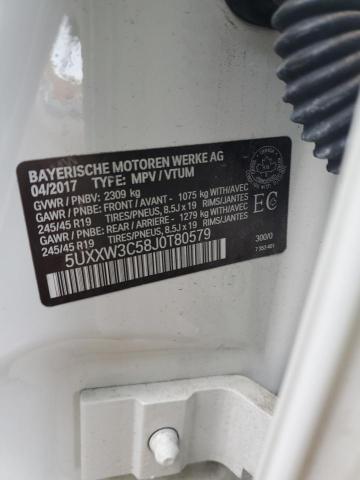 BAYERISCHE MOTOREN WERKE AG
04/2017 TYPE: MPV / VTUM
GVWR / PNBV: 2309 kg
GAWR / PNBE: FRONT / AVANT - 1075 kg WITH/AVEC
245/45 R19 TIRES/PNEUS, 8.5J x 19 RIMS/JANTES
GAWR / PNBE: REAR / ARRIERE - 1279 kg WITH/AVEC
245/45 R19 TIRES/PNEUS, 8.5J x 19 RIMS/JANTES
5UXXW3C58J0T80579
EC
300/0